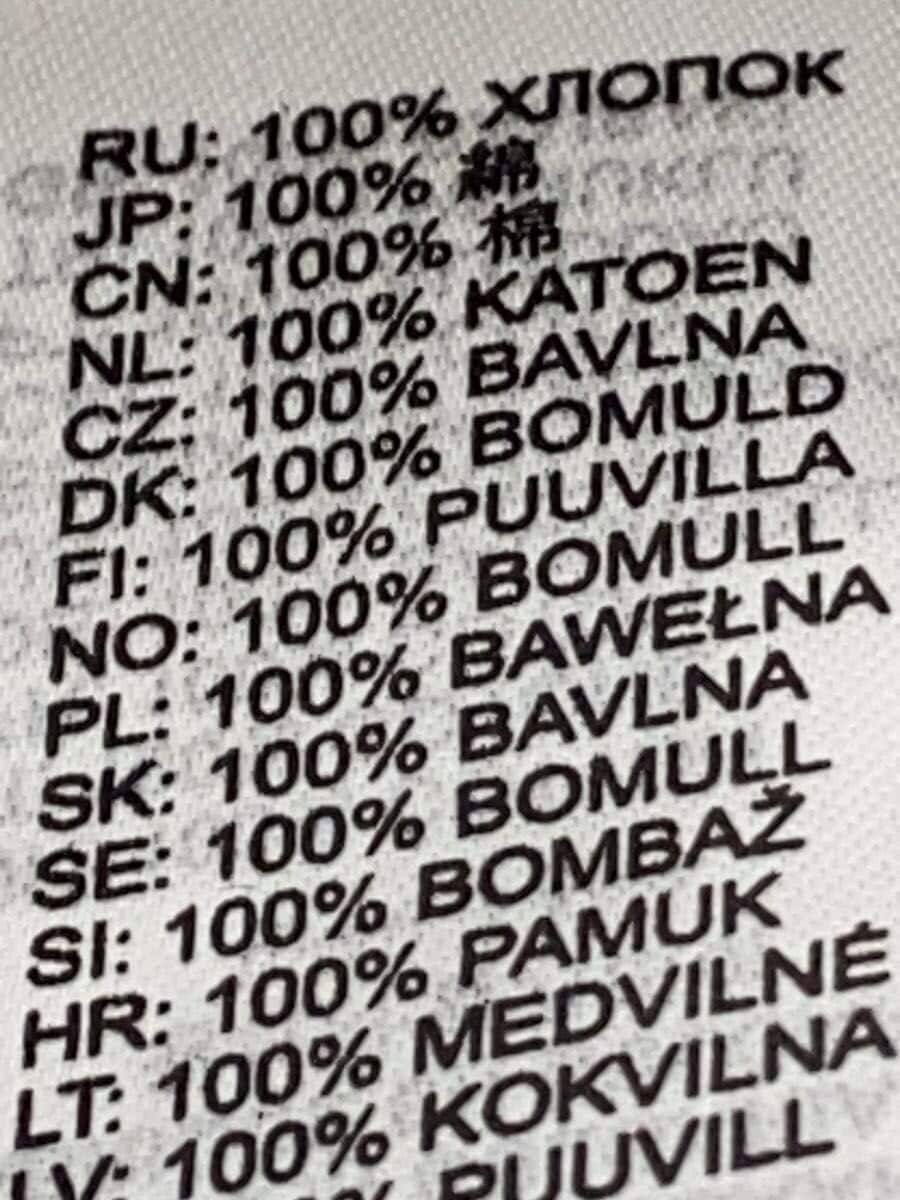 RU: 100% ХЛОПОК
JP: 100% 綿
CN: 100% 棉
NL: 100% KATOEN
CZ: 100% BAVLNA
DK: 100% BOMULD
FI: 100% PUUVILLA
NO: 100% BOMULL
PL: 100% BAWEŁNA
SK: 100% BAVLNA
SE: 100% BOMULL
SI: 100% BOMBAŽ
HR: 100% PAMUK
LT: 100% MEDVILNĖ
LV: 100% KOKVILNA
% PUUVILL